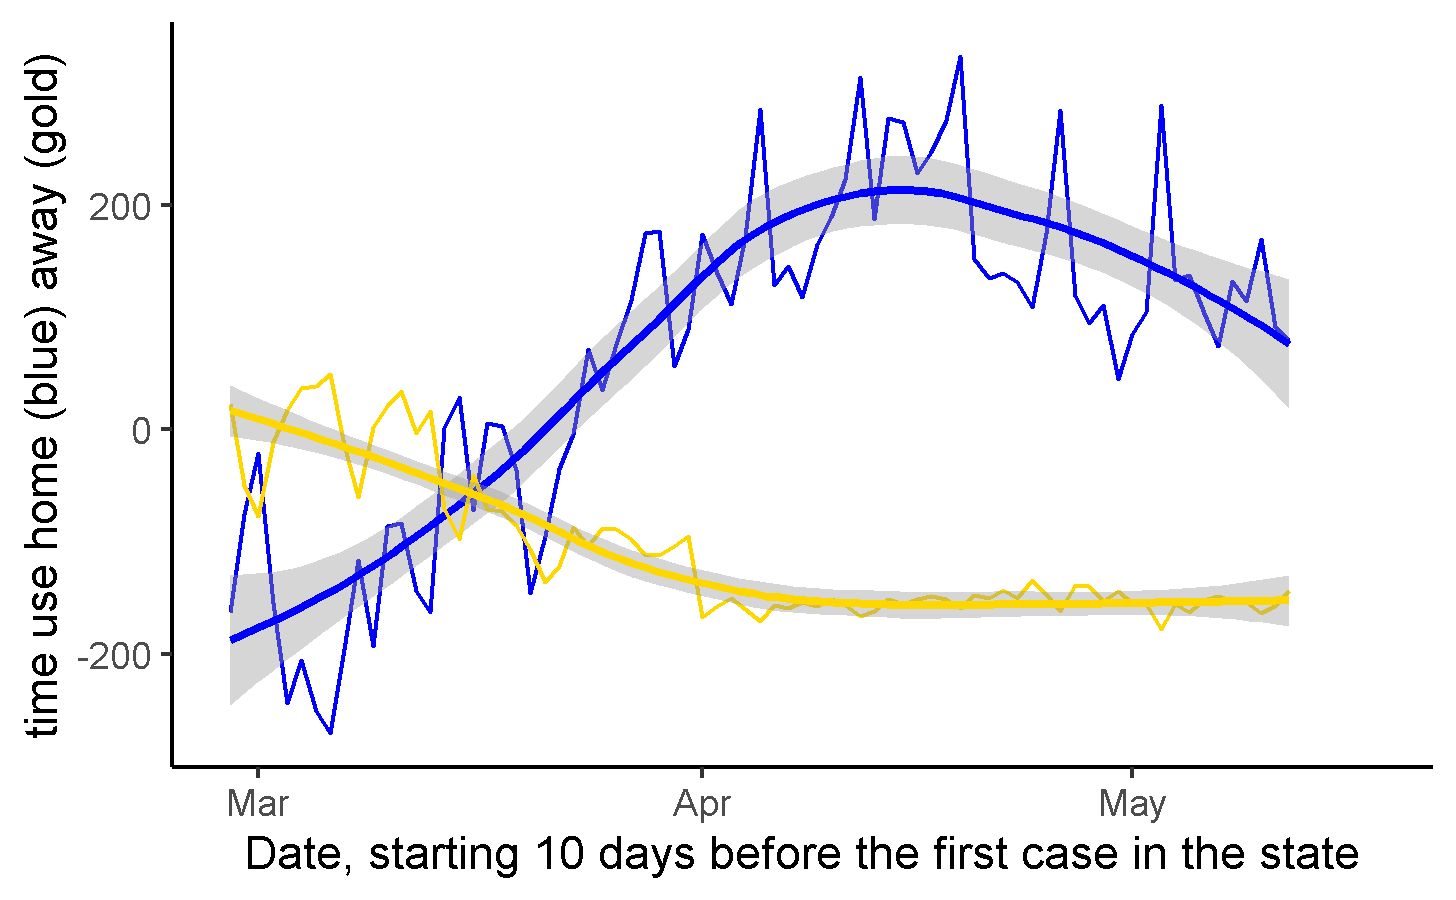 time use home (blue) away (gold)
200
0
-200
Mar Apr May
Date, starting 10 days before the first case in the state